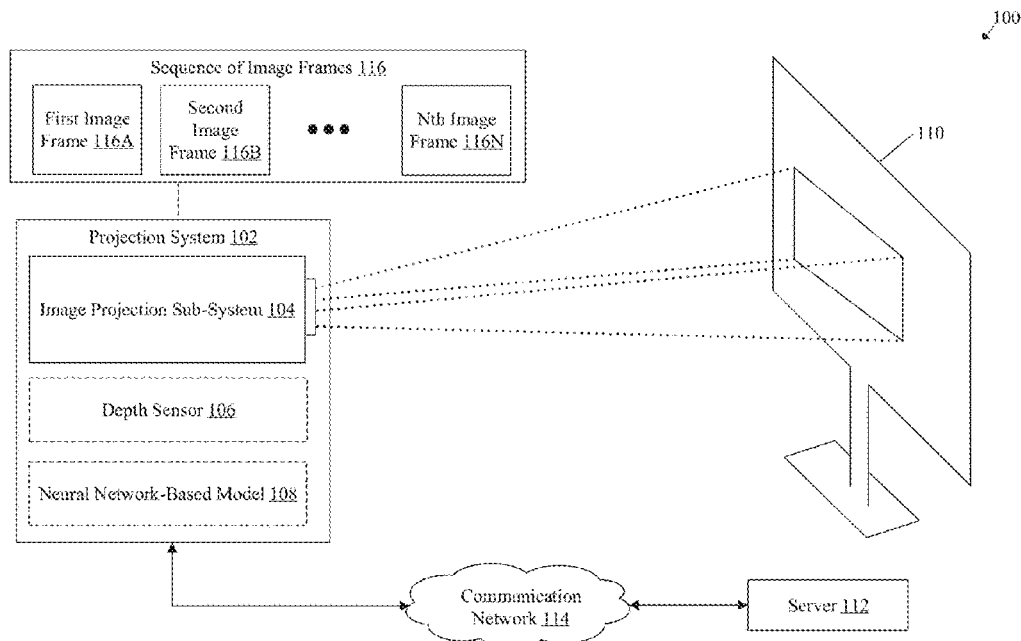 100
Sequence of Image Frames 116
First Image
Frame 116A
Second
Image
Frame 116B
Nth Image
Frame 116N
110
Projection System 102
Image Projection Sub-System 104
Depth Sensor 106
Neural Network-Based Model 108
Communication
Network 114
Server 112